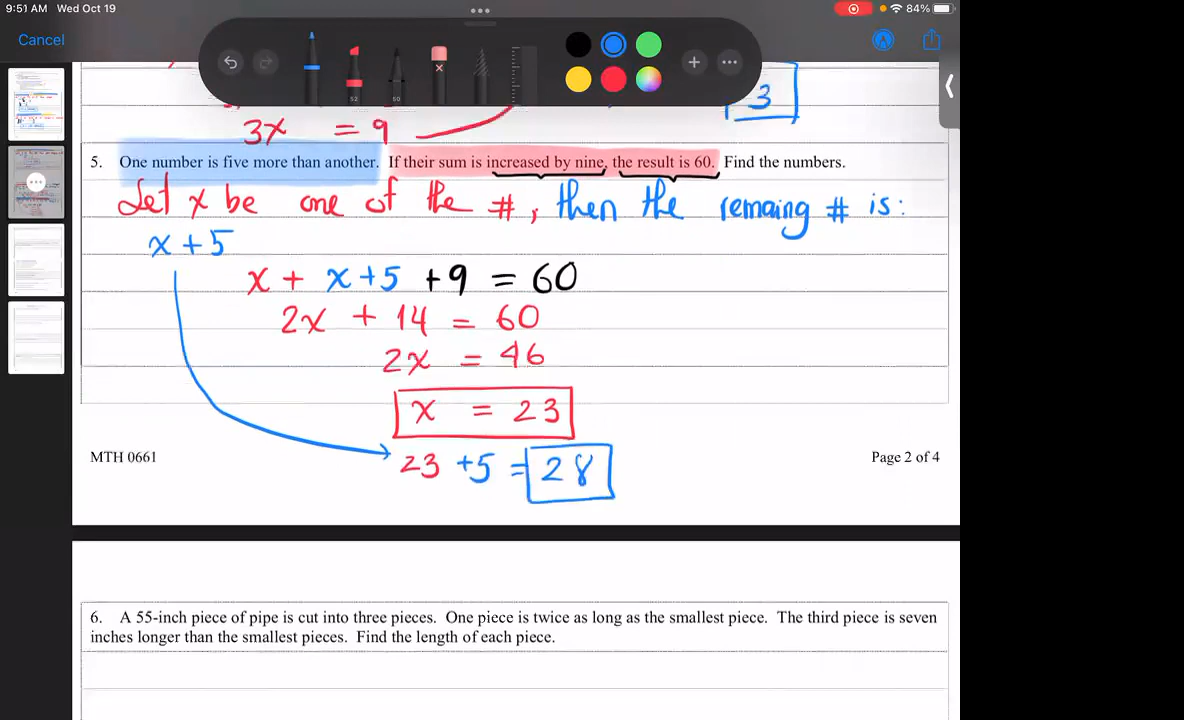 9:51 AM Wed Oct 19
84%
Cancel
3
3x = 9
5. One number is five more than another. If their sum is increased by nine, the result is 60. Find the numbers.
Let x be one of the #, then the remaing # is:
x + 5
x + x + 5 + 9 = 60
2x + 14 = 60
2x = 46
x = 23
23 + 5 = 28
MTH 0661
Page 2 of 4
6. A 55-inch piece of pipe is cut into three pieces. One piece is twice as long as the smallest piece. The third piece is seven
inches longer than the smallest pieces. Find the length of each piece.